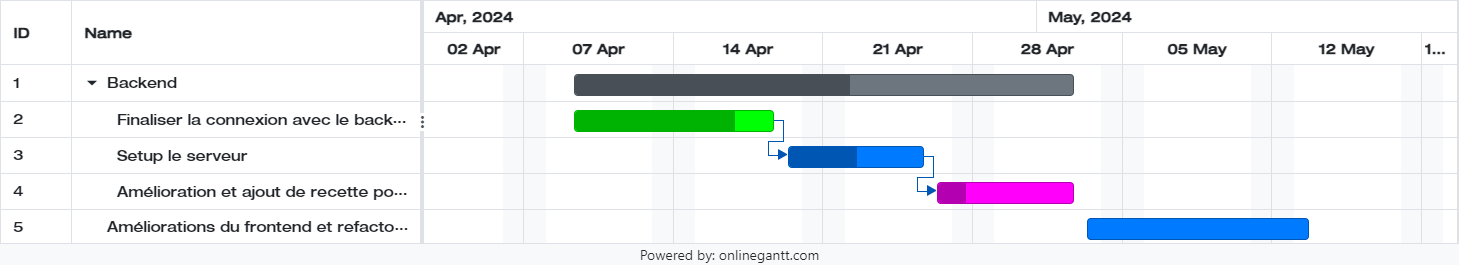 ID Name Apr, 2024 May, 2024
02 Apr 07 Apr 14 Apr 21 Apr 28 Apr 05 May 12 May 1...
1 Backend
2 Finaliser la connexion avec le back...
3 Setup le serveur
4 Amélioration et ajout de recette po...
5 Améliorations du frontend et refacto...
Powered by: onlinegantt.com